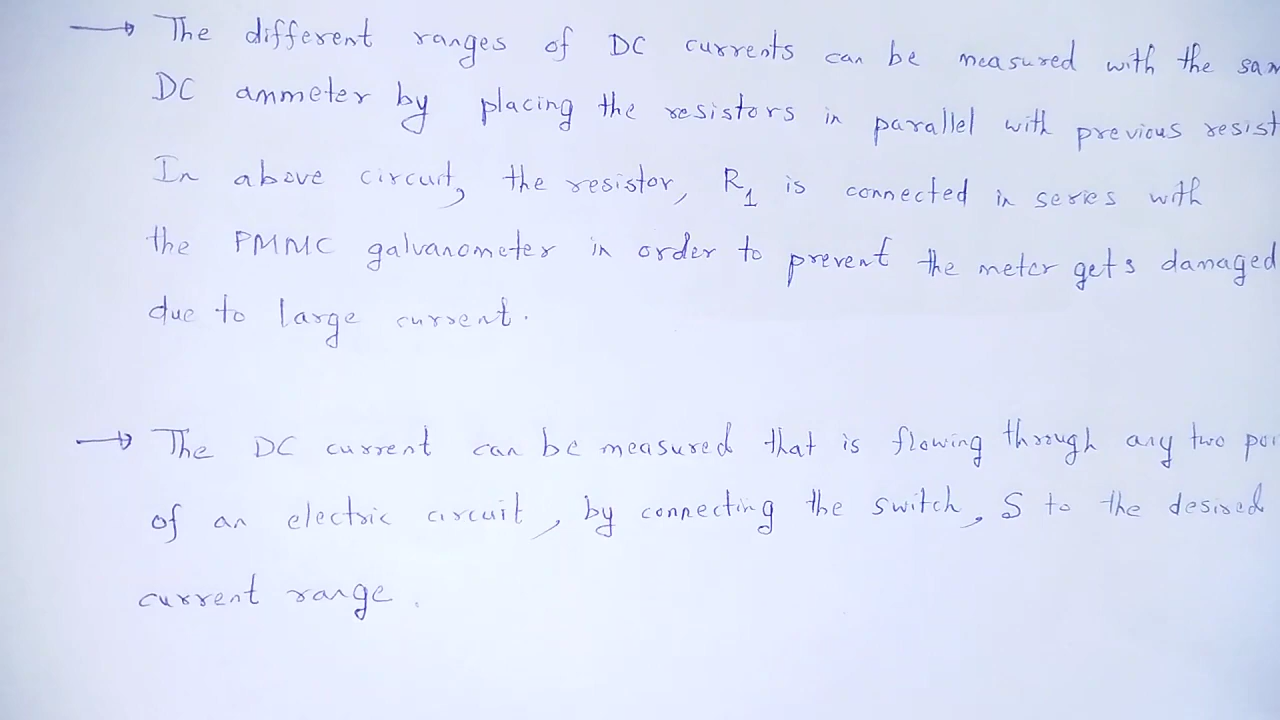 → The different ranges of DC currents can be measured with the sam
DC ammeter by placing the resistors in parallel with previous resist
In above circuit, the resistor, R1 is connected in series with
the PMMC galvanometer in order to prevent the meter gets damaged
due to large current.
→ The DC current can be measured that is flowing through any two poi
of an electric circuit, by connecting the switch, S to the desired
current range.